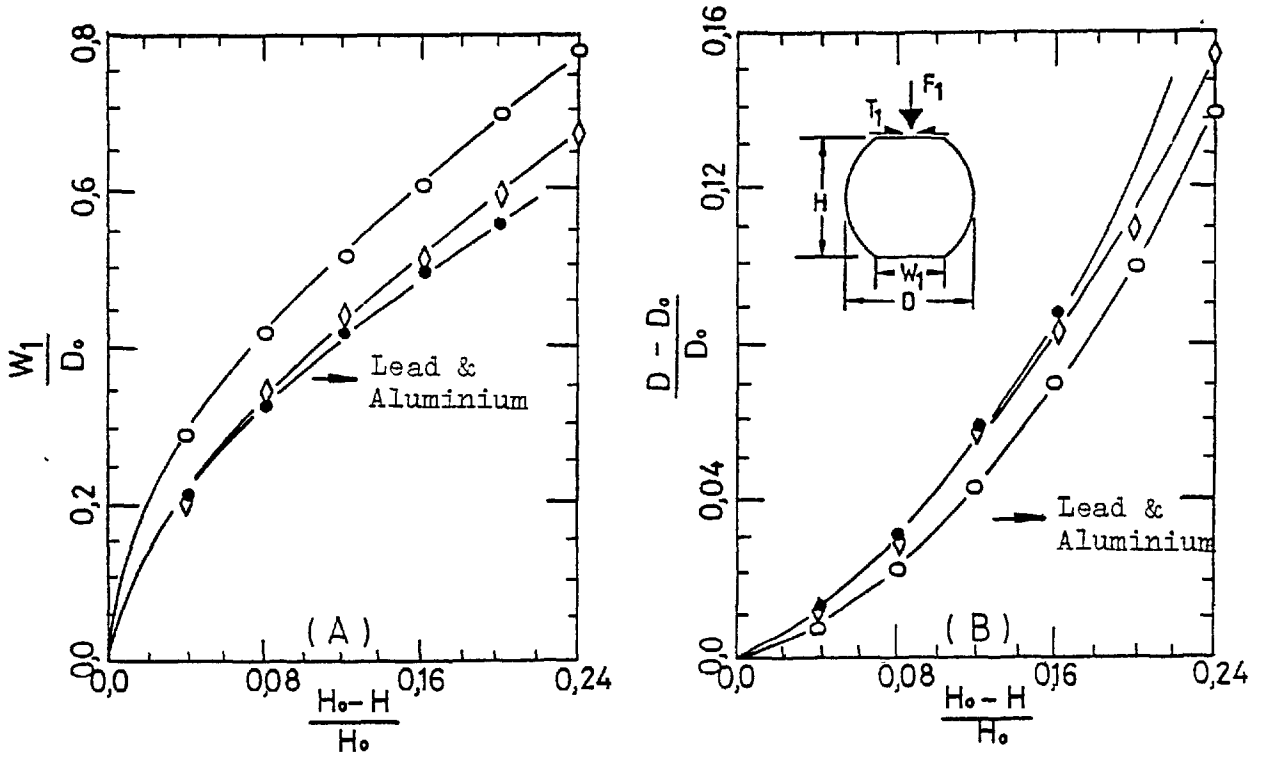 0,8
0,6
0,2
0,0
W1
D₀
Lead &
Aluminium
(A)
0,0 0,08 0,16 0,24
H₀-H
H₀
0,16
0,12
0,04
0,0
D - D₀
D₀
F1
T1
H
W1
D
Lead &
Aluminium
(B)
0,0 0,08 0,16 0,24
H₀-H
H₀